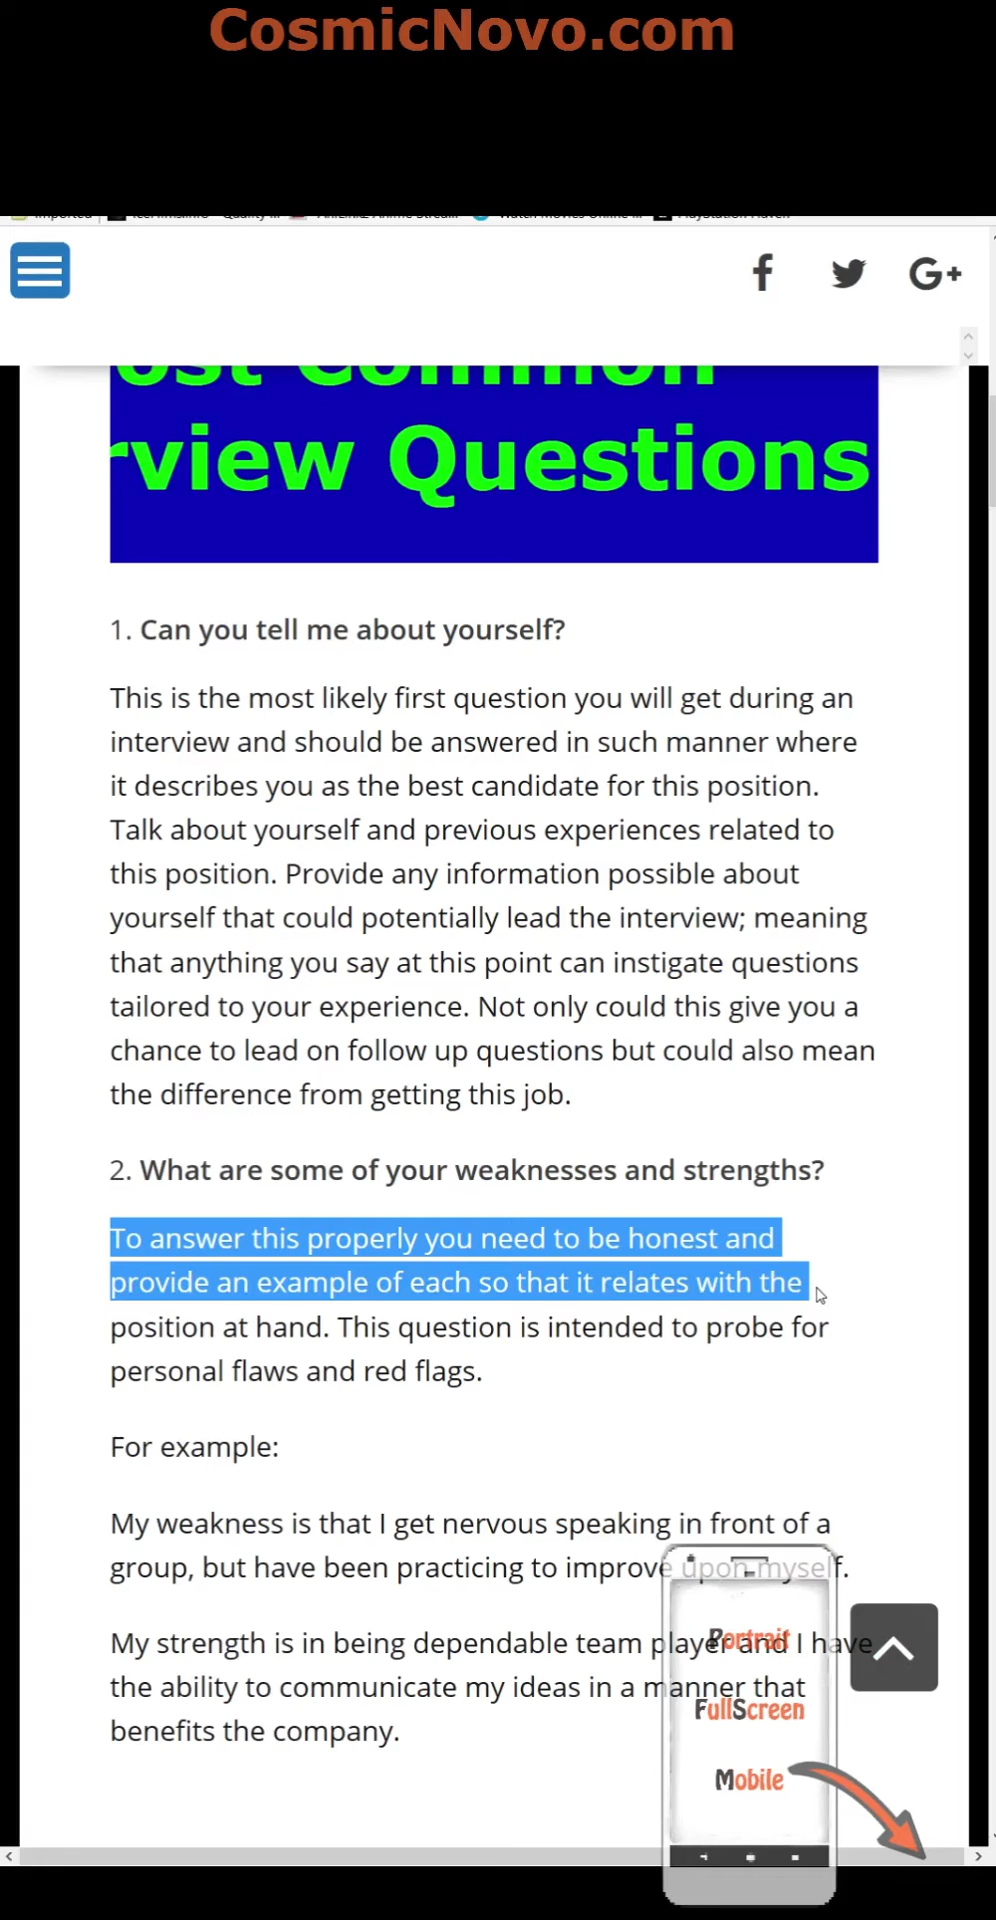 CosmicNovo.com
f G+
ost Common
rview Questions
1. Can you tell me about yourself?
This is the most likely first question you will get during an
interview and should be answered in such manner where
it describes you as the best candidate for this position.
Talk about yourself and previous experiences related to
this position. Provide any information possible about
yourself that could potentially lead the interview; meaning
that anything you say at this point can instigate questions
tailored to your experience. Not only could this give you a
chance to lead on follow up questions but could also mean
the difference from getting this job.
2. What are some of your weaknesses and strengths?
To answer this properly you need to be honest and
provide an example of each so that it relates with the
position at hand. This question is intended to probe for
personal flaws and red flags.
For example:
My weakness is that I get nervous speaking in front of a
group, but have been practicing to improve upon myself.
My strength is in being dependable team player and I have
the ability to communicate my ideas in a manner that
benefits the company.
Portrait
FullScreen
Mobile